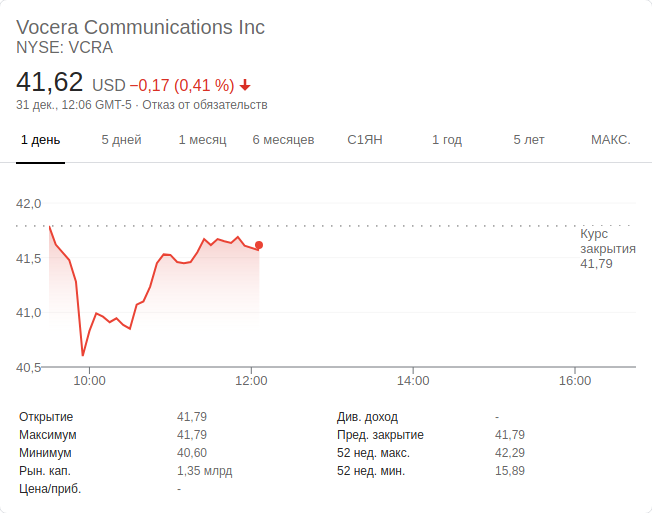 Vocera Communications Inc
NYSE: VCRA
41,62 USD −0,17 (0,41 %)
31 дек., 12:06 GMT-5 · Отказ от обязательств
1 день 5 дней 1 месяц 6 месяцев С1ЯН 1 год 5 лет МАКС.
42,0
Курс
закрытия
41,79
41,5
41,0
40,5
10:00 12:00 14:00 16:00
Открытие 41,79 Див. доход -
Максимум 41,79 Пред. закрытие 41,79
Минимум 40,60 52 нед. макс. 42,29
Рын. кап. 1,35 млрд 52 нед. мин. 15,89
Цена/приб. -